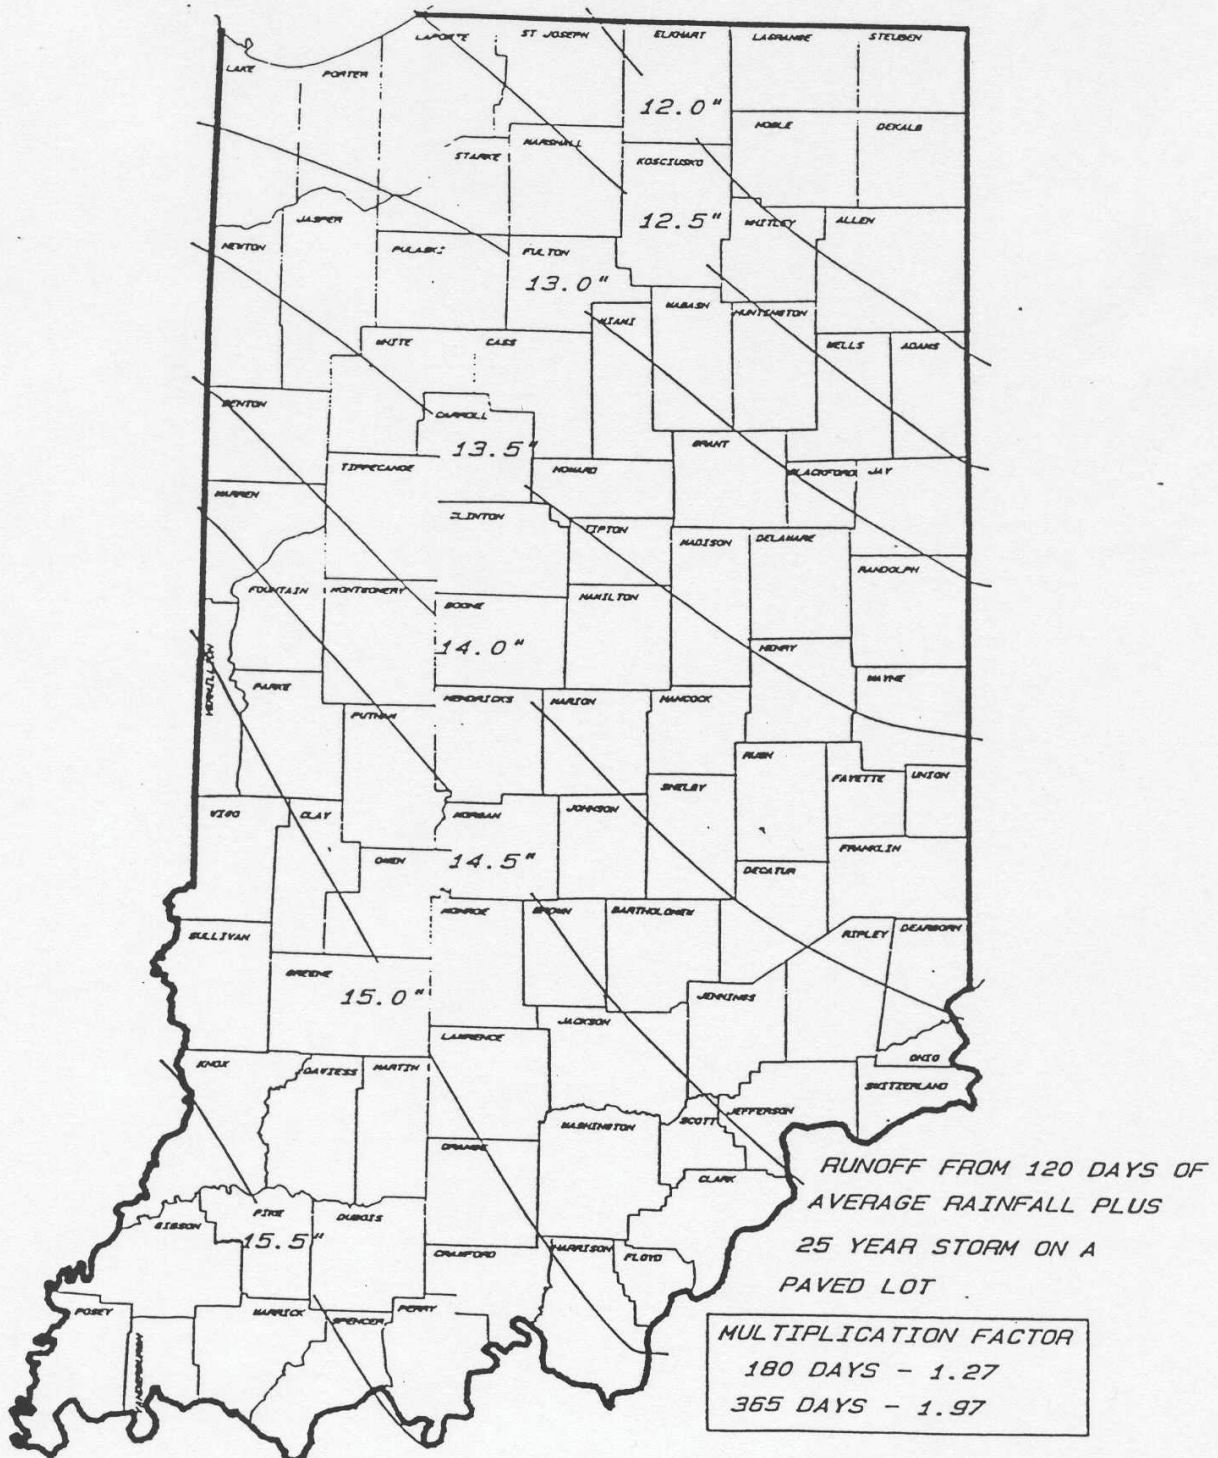 LAPORTE
ST JOSEPH
ELKHART
LAGRANGE
STEUBEN
LAKE
PORTER
12.0"
NOBLE
DEKALB
STARKE
MARSHALL
KOSCIUSKO
JASPER
12.5"
WHITLEY
ALLEN
NEWTON
PULASKI
FULTON
13.0"
WABASH
HUNTINGTON
MIAMI
WHITE
CASS
WELLS
ADAMS
BENTON
CARROLL
13.5"
GRANT
TIPPECANOE
HOWARD
BLACKFORD
JAY
WARREN
CLINTON
TIPTON
MADISON
DELAWARE
RANDOLPH
FOUNTAIN
MONTGOMERY
BOONE
HAMILTON
14.0"
HENRY
VERMILLION
PARKE
HENDRICKS
MARION
HANCOCK
WAYNE
PUTNAM
RUSH
FAYETTE
UNION
SHELBY
VIGO
CLAY
MORGAN
JOHNSON
OWEN
14.5"
FRANKLIN
DECATUR
MONROE
BROWN
BARTHOLOMEW
SULLIVAN
RIPLEY
DEARBORN
GREENE
15.0"
JENNINGS
JACKSON
LAWRENCE
OHIO
KNOX
DAVIESS
MARTIN
SWITZERLAND
WASHINGTON
SCOTT
JEFFERSON
ORANGE
CLARK
RUNOFF FROM 120 DAYS OF
AVERAGE RAINFALL PLUS
25 YEAR STORM ON A
PAVED LOT
GIBSON
PIKE
DUBOIS
15.5"
CRAWFORD
HARRISON
FLOYD
POSEY
VANDERBURGH
WARRICK
SPENCER
PERRY
MULTIPLICATION FACTOR
180 DAYS - 1.27
365 DAYS - 1.97